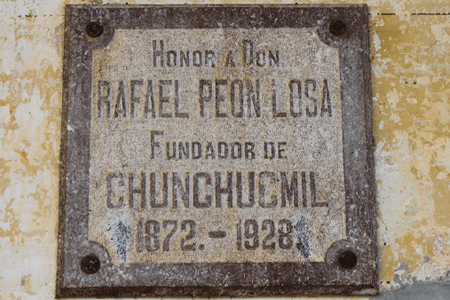 HONOR A DON
RAFAEL PEON LOSA
FUNDADOR DE
CHUNCHUCMIL
1872.-1928.